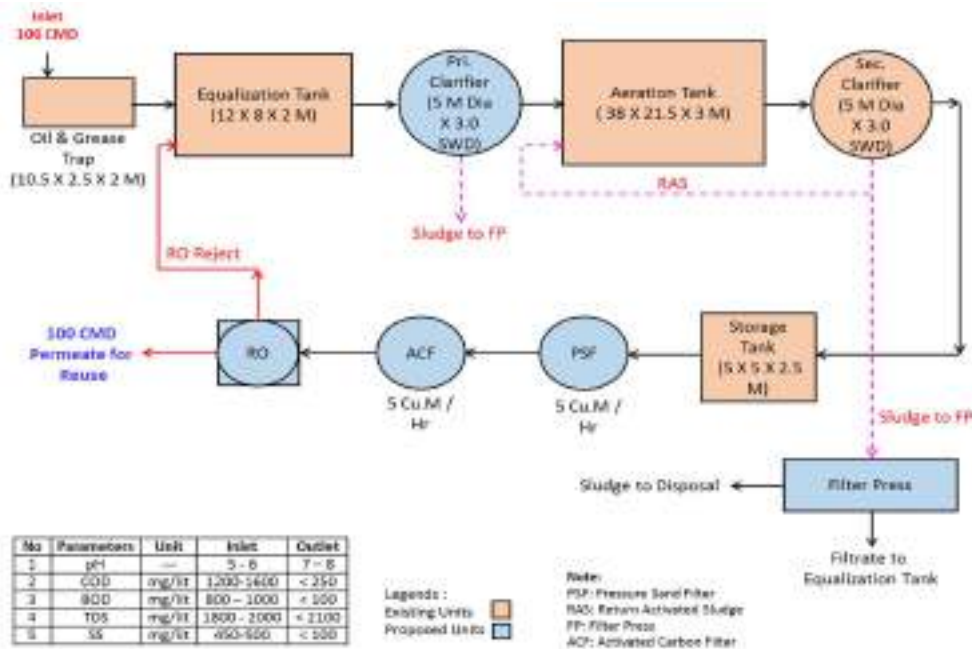 Inlet
100 CMD
Oil & Grease
Trap
(10.5 X 2.5 X 2 M)
Equalization Tank
(12 X 8 X 2 M)
Pri.
Clarifier
(5 M Dia
X 3.0
SWD)
Aeration Tank
( 38 X 21.5 X 3 M)
Sec.
Clarifier
(5 M Dia
X 3.0
SWD)
RAS
Sludge to FP
RO Reject
100 CMD
Permeate for
Reuse
RO
ACF
5 Cu.M /
Hr
PSF
5 Cu.M /
Hr
Storage
Tank
(5 X 5 X 2.5
M)
Sludge to FP
Sludge to Disposal
Filter Press
Filtrate to
Equalization Tank
No Parameters Unit Inlet Outlet
1 pH --- 5 - 6 7 – 8
2 COD mg/lit 1200-1600 < 250
3 BOD mg/lit 800 – 1000 < 100
4 TDS mg/lit 1800 - 2000 < 2100
5 SS mg/lit 450-500 < 100
Legends :
Existing Units
Proposed Units
Note:
PSF: Pressure Sand Filter
RAS: Return Activated Sludge
FP: Filter Press
ACF: Activated Carbon Filter